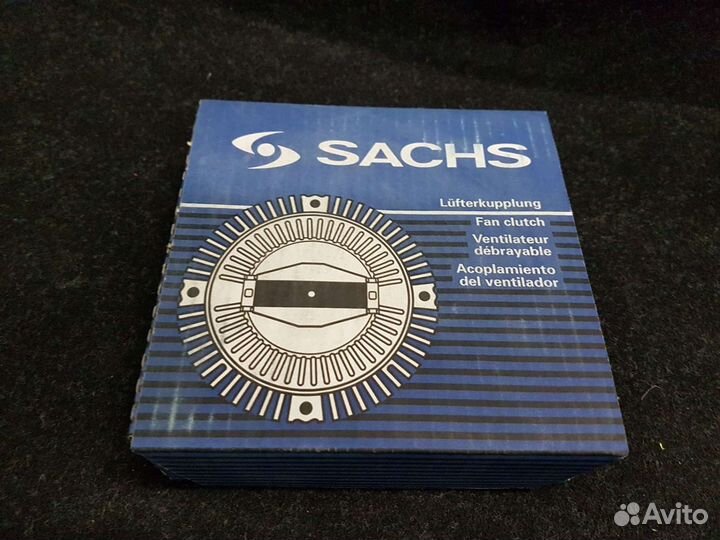 SACHS
Lüfterkupplung
Fan clutch
Ventilateur
débrayable
Acoplamiento
del ventilador
Avito